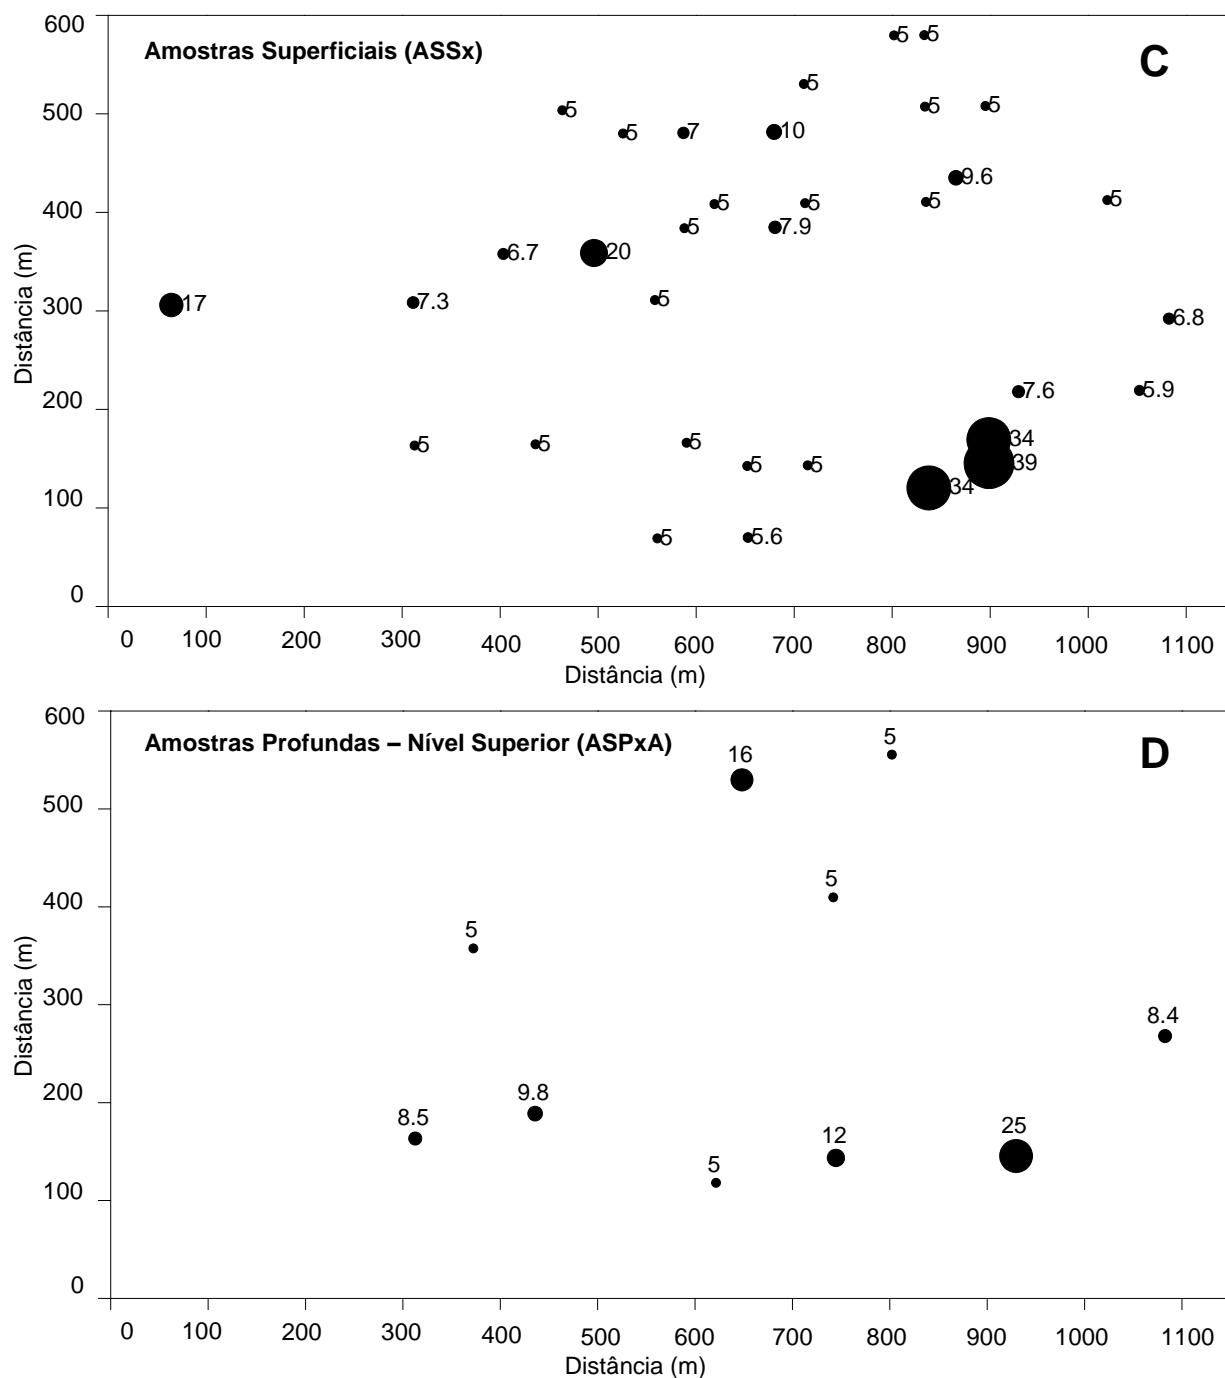 600
Amostras Superficiais (ASSx)
C
5 5
5
500
5 5 5
5 7 10
9.6
400
5 5 5 5
5 7.9
6.7 20
300
17 7.3 5
6.8
200
7.6 5.9
34
5 5 5
5 5 39
34
100
5 5.6
0
Distância (m)
0 100 200 300 400 500 600 700 800 900 1000 1100
Distância (m)
600
Amostras Profundas – Nível Superior (ASPxA)
D
16 5
500
5
400
5
300
8.4
200
8.5 9.8
12 25
5
100
0
Distância (m)
0 100 200 300 400 500 600 700 800 900 1000 1100
Distância (m)